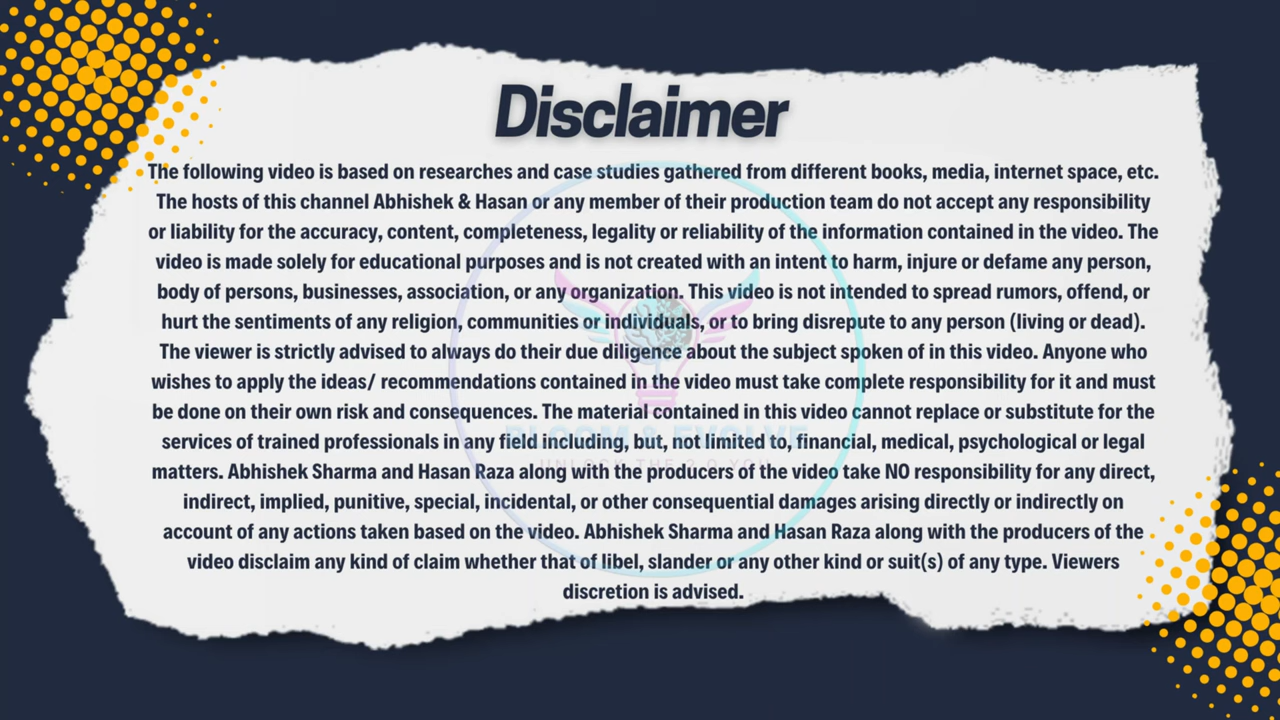 Disclaimer
The following video is based on researches and case studies gathered from different books, media, internet space, etc.
The hosts of this channel Abhishek & Hasan or any member of their production team do not accept any responsibility
or liability for the accuracy, content, completeness, legality or reliability of the information contained in the video. The
video is made solely for educational purposes and is not created with an intent to harm, injure or defame any person,
body of persons, businesses, association, or any organization. This video is not intended to spread rumors, offend, or
hurt the sentiments of any religion, communities or individuals, or to bring disrepute to any person (living or dead).
The viewer is strictly advised to always do their due diligence about the subject spoken of in this video. Anyone who
wishes to apply the ideas/ recommendations contained in the video must take complete responsibility for it and must
be done on their own risk and consequences. The material contained in this video cannot replace or substitute for the
services of trained professionals in any field including, but, not limited to, financial, medical, psychological or legal
matters. Abhishek Sharma and Hasan Raza along with the producers of the video take NO responsibility for any direct,
indirect, implied, punitive, special, incidental, or other consequential damages arising directly or indirectly on
account of any actions taken based on the video. Abhishek Sharma and Hasan Raza along with the producers of the
video disclaim any kind of claim whether that of libel, slander or any other kind or suit(s) of any type. Viewers
discretion is advised.
BLOOM & EVOLVE
UNLOCK THE 2.0 YOU